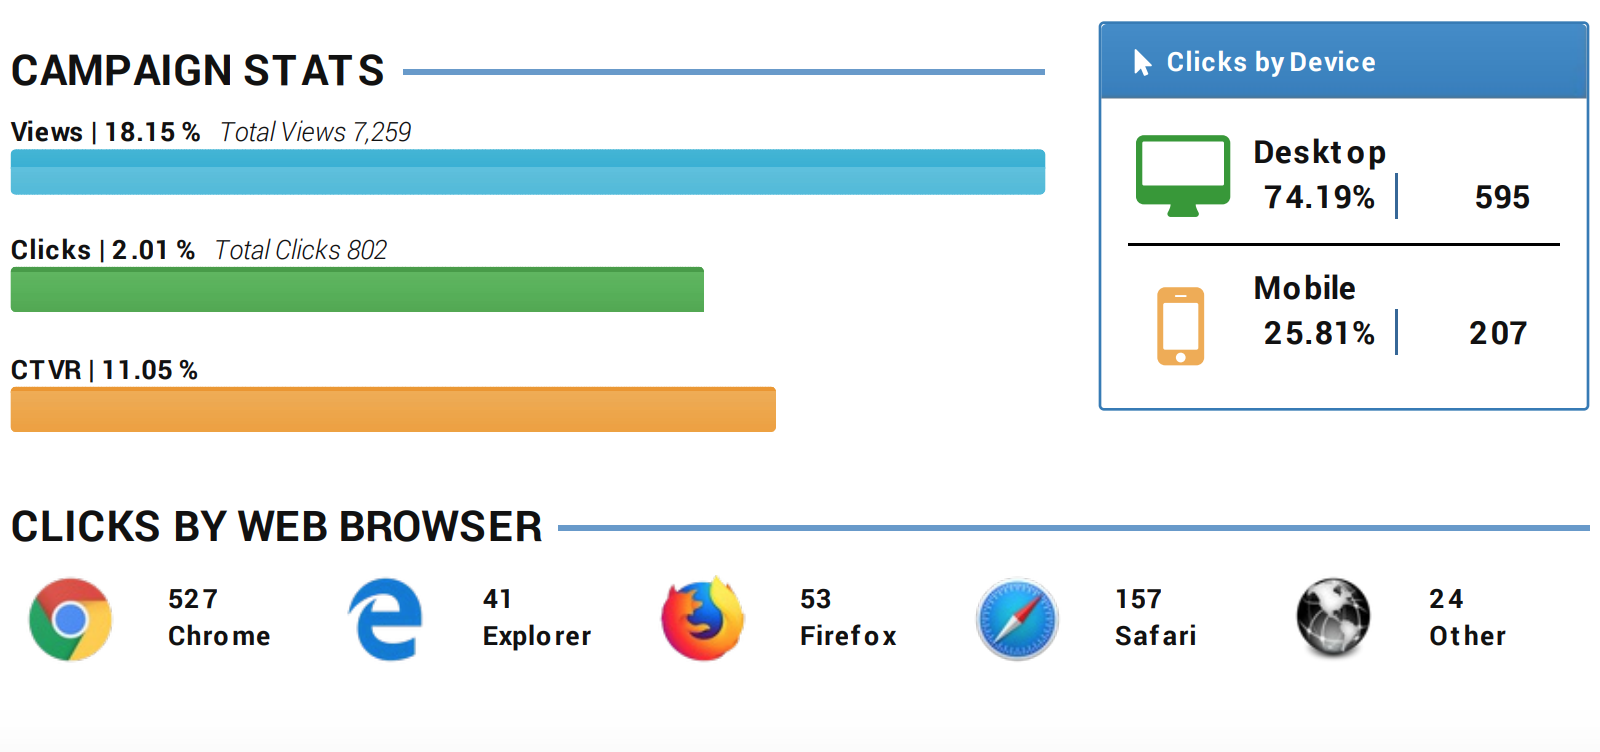 CAMPAIGN STATS
Views | 18.15 % Total Views 7,259
Clicks | 2.01 % Total Clicks 802
CTVR | 11.05 %
Clicks by Device
Desktop
74.19% 595
Mobile
25.81% 207
CLICKS BY WEB BROWSER
527
Chrome
41
Explorer
53
Firefox
157
Safari
24
Other